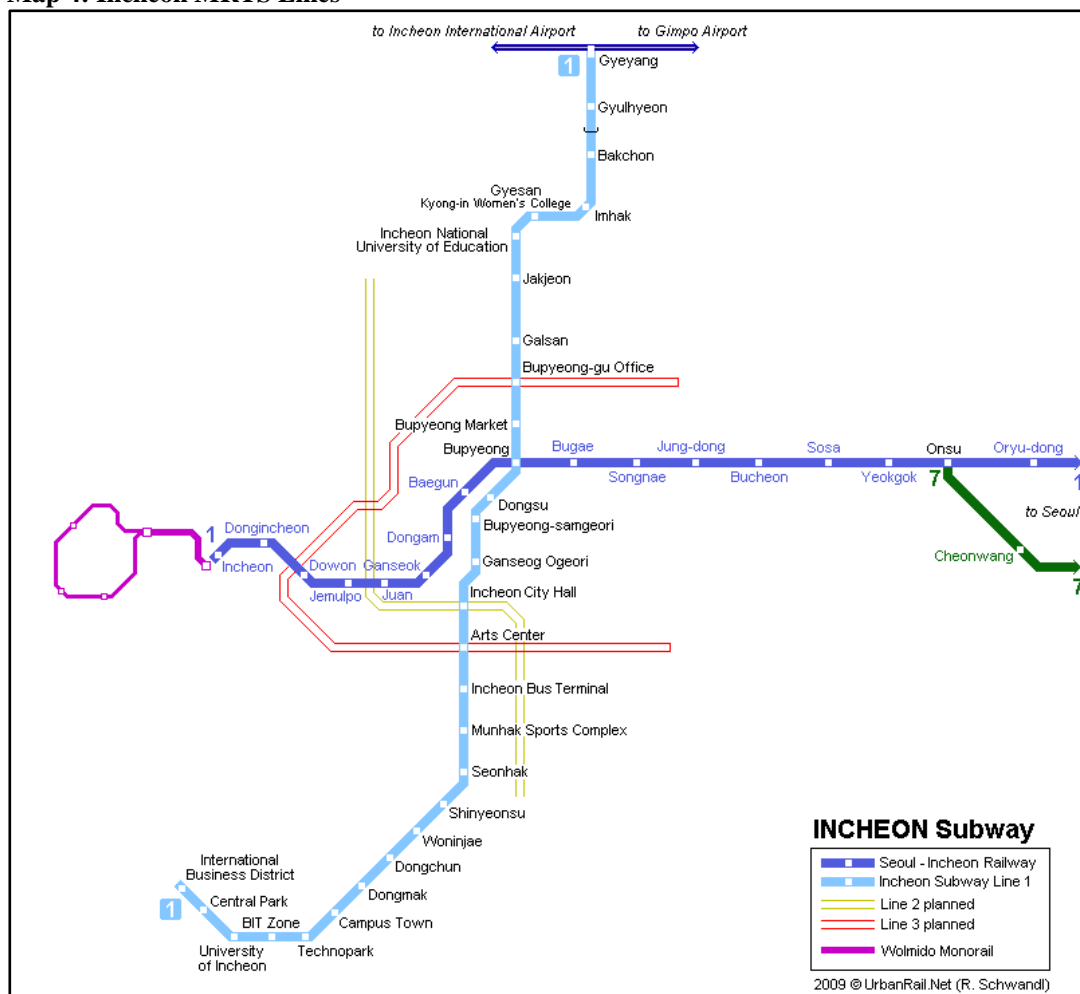 Map 4: Incheon MRTS Lines
to Incheon International Airport
to Gimpo Airport
1
Gyeyang
Gyulhyeon
Bakchon
Gyesan
Kyong-in Women's College
Imhak
Incheon National
University of Education
Jakjeon
Galsan
Bupyeong-gu Office
Bupyeong Market
Bupyeong
Bugae
Jung-dong
Sosa
Onsu
Oryu-dong
Songnae
Bucheon
Yeokgok
7
1
Baegun
Dongsu
to Seoul
Bupyeong-samgeori
1
Dongincheon
Dongam
Cheonwang
Incheon
Dowon
Ganseok
Ganseog Ogeori
7
Jemulpo
Juan
Incheon City Hall
Arts Center
Incheon Bus Terminal
Munhak Sports Complex
Seonhak
Shinyeonsu
Woninjae
Dongchun
Dongmak
International
Business District
1
Central Park
BIT Zone
Campus Town
University
of Incheon
Technopark
INCHEON Subway
Seoul - Incheon Railway
Incheon Subway Line 1
Line 2 planned
Line 3 planned
Wolmido Monorail
2009 © UrbanRail.Net (R. Schwandl)